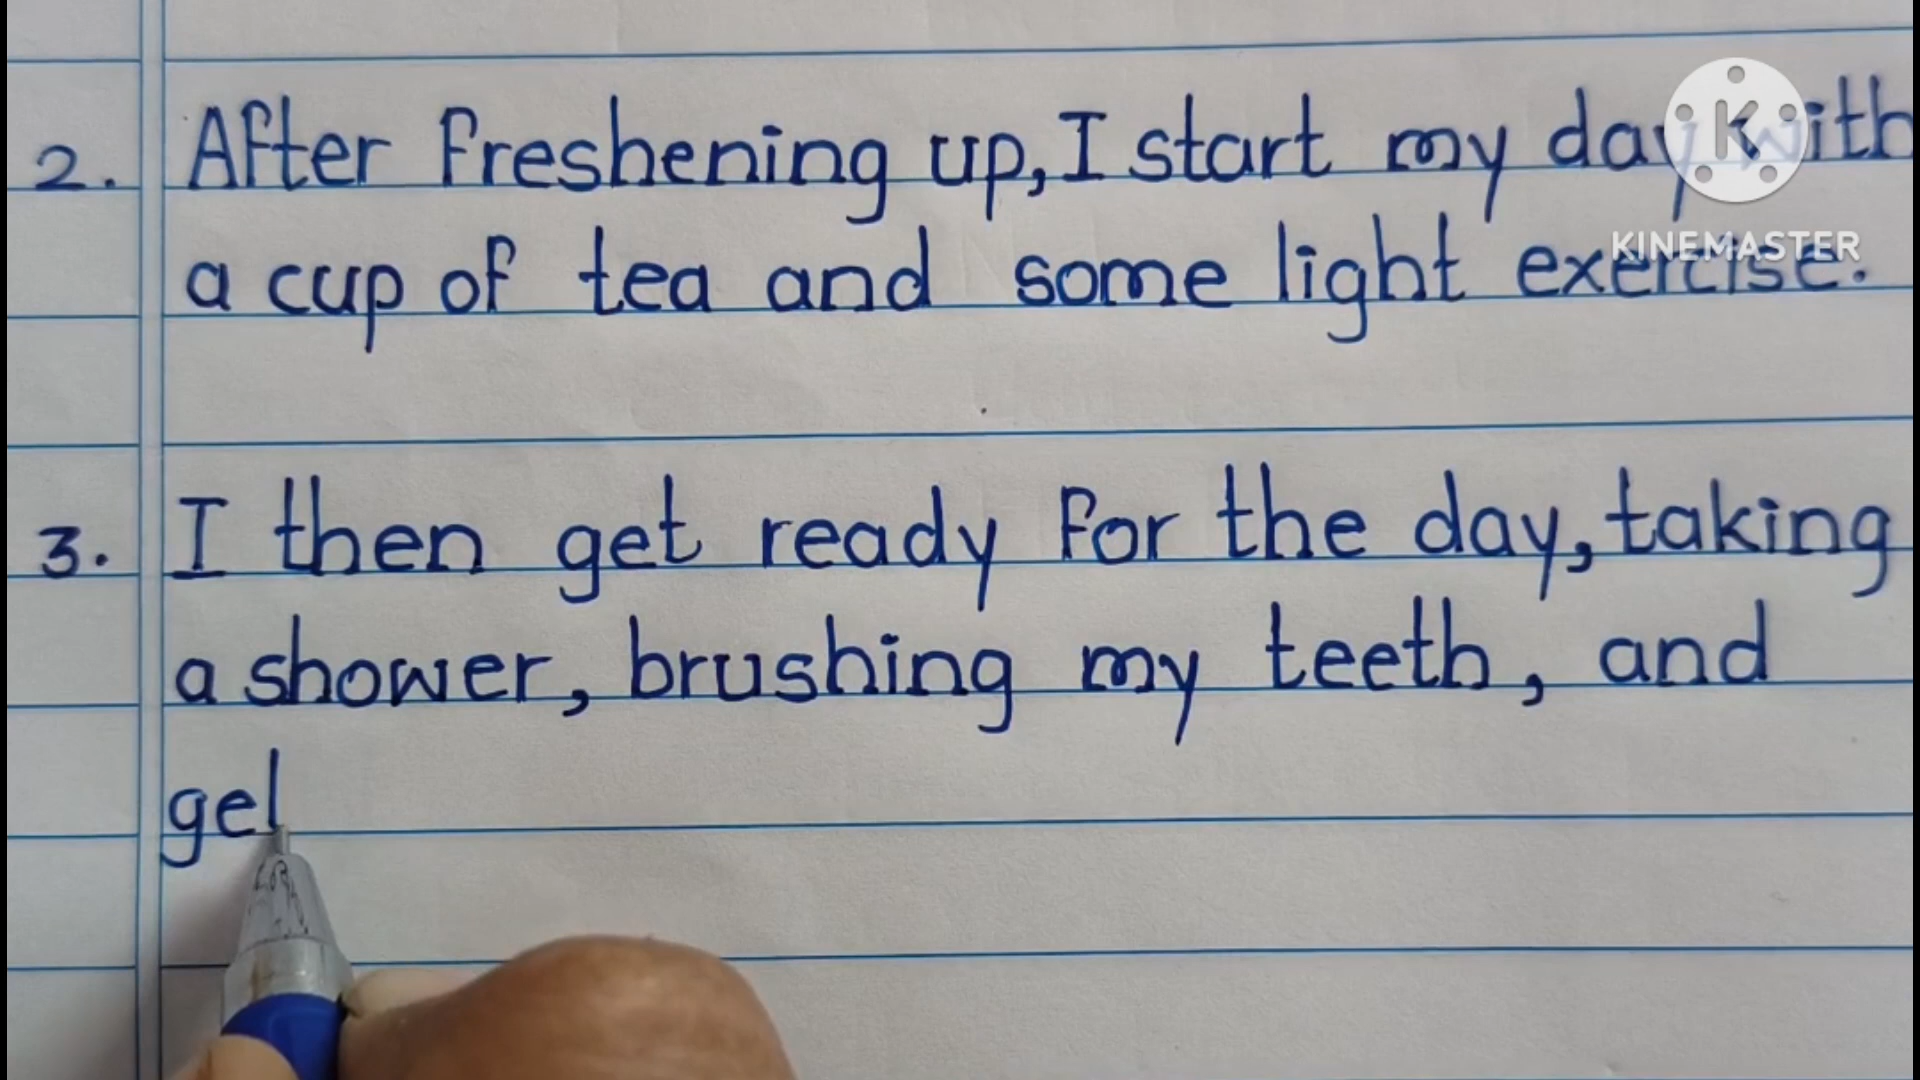 2. After freshening up, I start my day with
a cup of tea and some light exercise.
3. I then get ready for the day, taking
a shower, brushing my teeth, and
gel
K
KINEMASTER